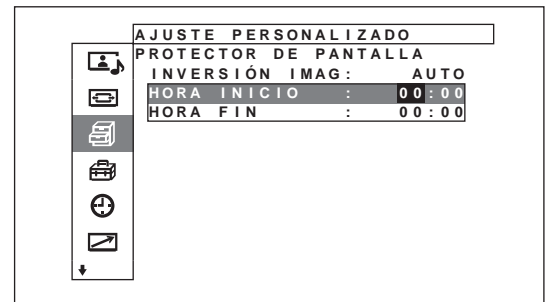 AJUSTE PERSONALIZADO
PROTECTOR DE PANTALLA
INVERSIÓN IMAG: AUTO
HORA INICIO : 00:00
HORA FIN : 00:00